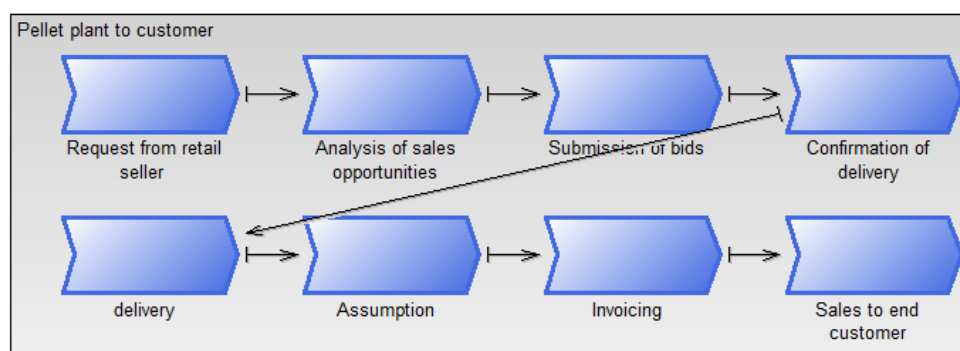 Pellet plant to customer
Request from retail
seller
Analysis of sales
opportunities
Submission of bids
Confirmation of
delivery
delivery
Assumption
Invoicing
Sales to end
customer